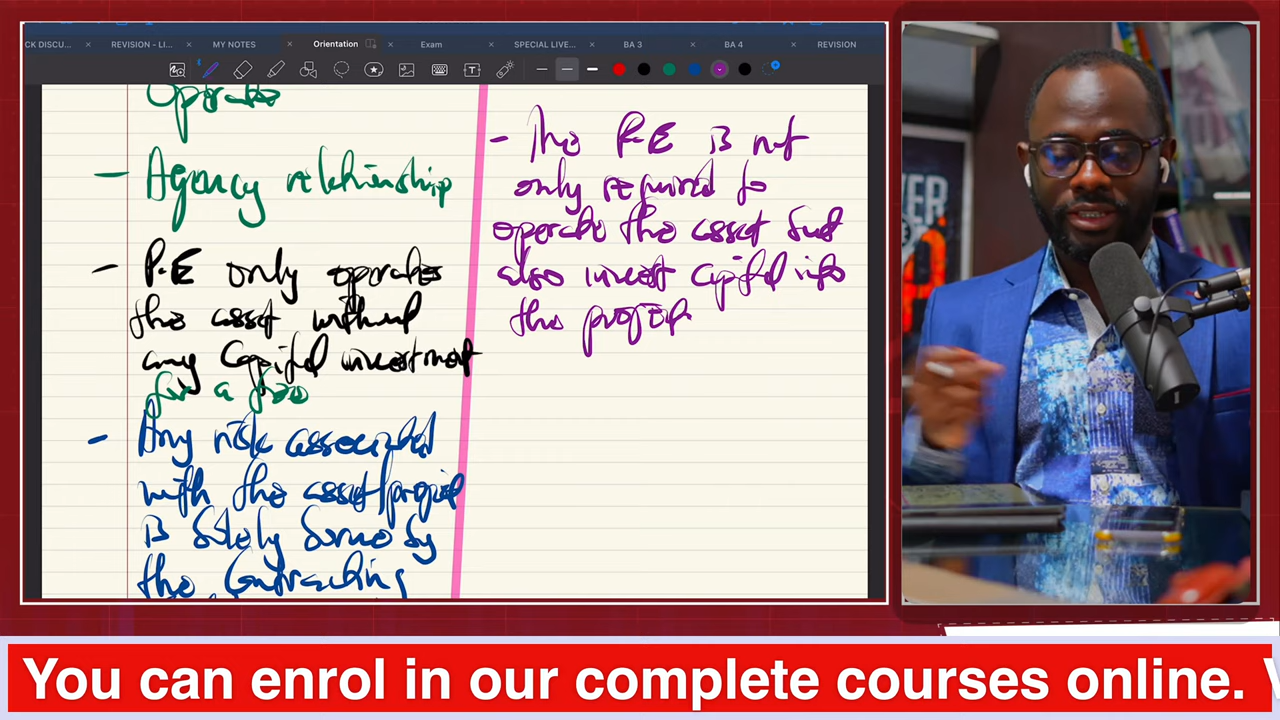 CK DISCU...
REVISION - LI...
MY NOTES
Orientation
Exam
SPECIAL LIVE...
BA 3
BA 4
REVISION
Operate
- Agency relationship
- P.E only operates
the asset without
any Capital investment
for a fee
- Any risk associated
with the asset/project
is solely borne by
the Contracting
- The P.E is not
only required to
operate the asset but
also invest capital into
the project
You can enrol in our complete courses online.